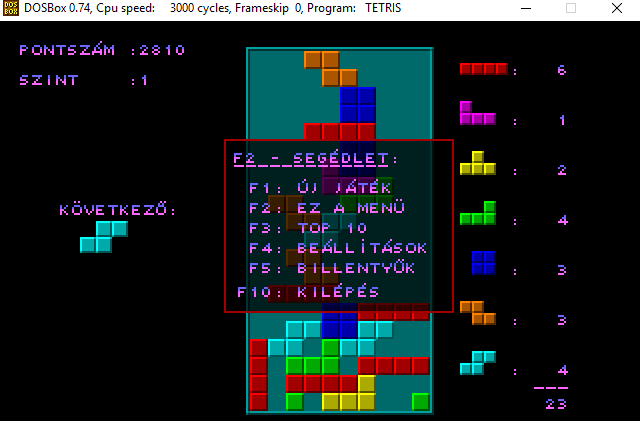 DOS
BOX
DOSBox 0.74, Cpu speed: 3000 cycles, Frameskip 0, Program: TETRIS
PONTSZÁM :2810
SZINT :1
KÖVETKEZŐ:
F2 - SEGÉDLET:
F1: ÚJ JÁTÉK
F2: EZ A MENÜ
F3: TOP 10
F4: BEÁLLÍTÁSOK
F5: BILLENTYŰK
F10: KILÉPÉS
: 6
: 1
: 2
: 4
: 3
: 3
: 4
23